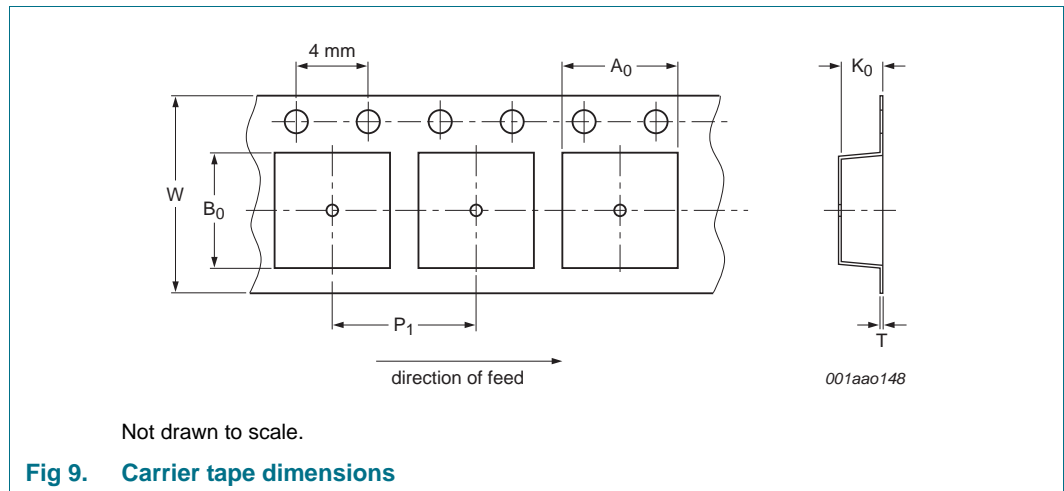 4 mm
A0
K0
W
B0
P1
T
direction of feed
001aao148
Not drawn to scale.
Fig 9. Carrier tape dimensions